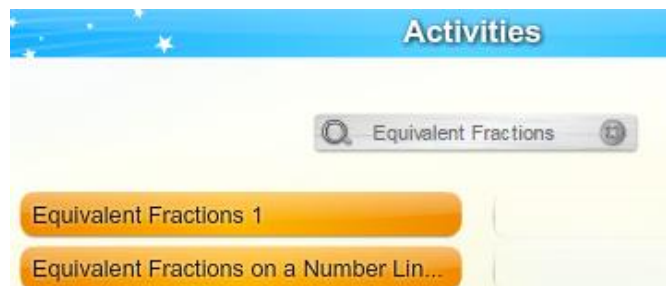 Activities
Equivalent Fractions
Equivalent Fractions 1
Equivalent Fractions on a Number Lin...